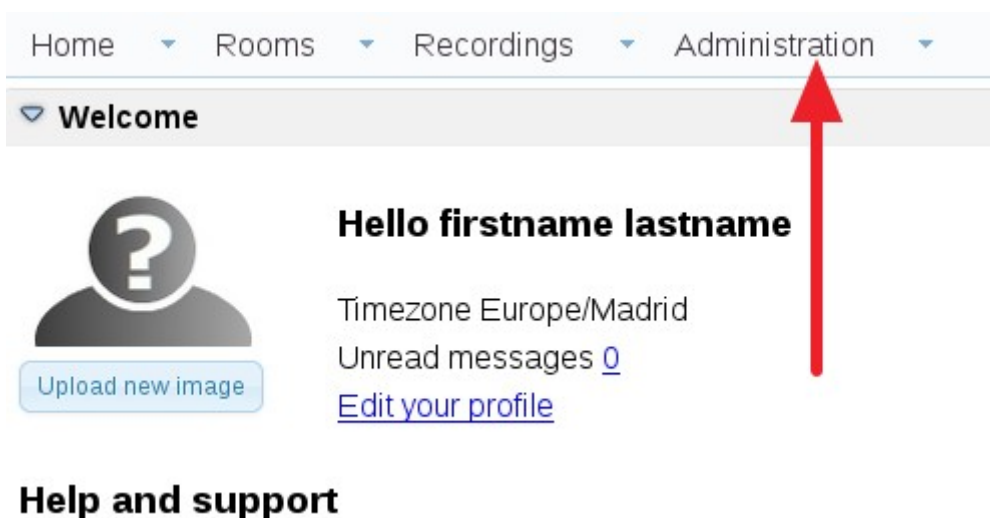 Home Rooms Recordings Administration
Welcome
?
Hello firstname lastname
Timezone Europe/Madrid
Unread messages 0
Upload new image
Edit your profile
Help and support